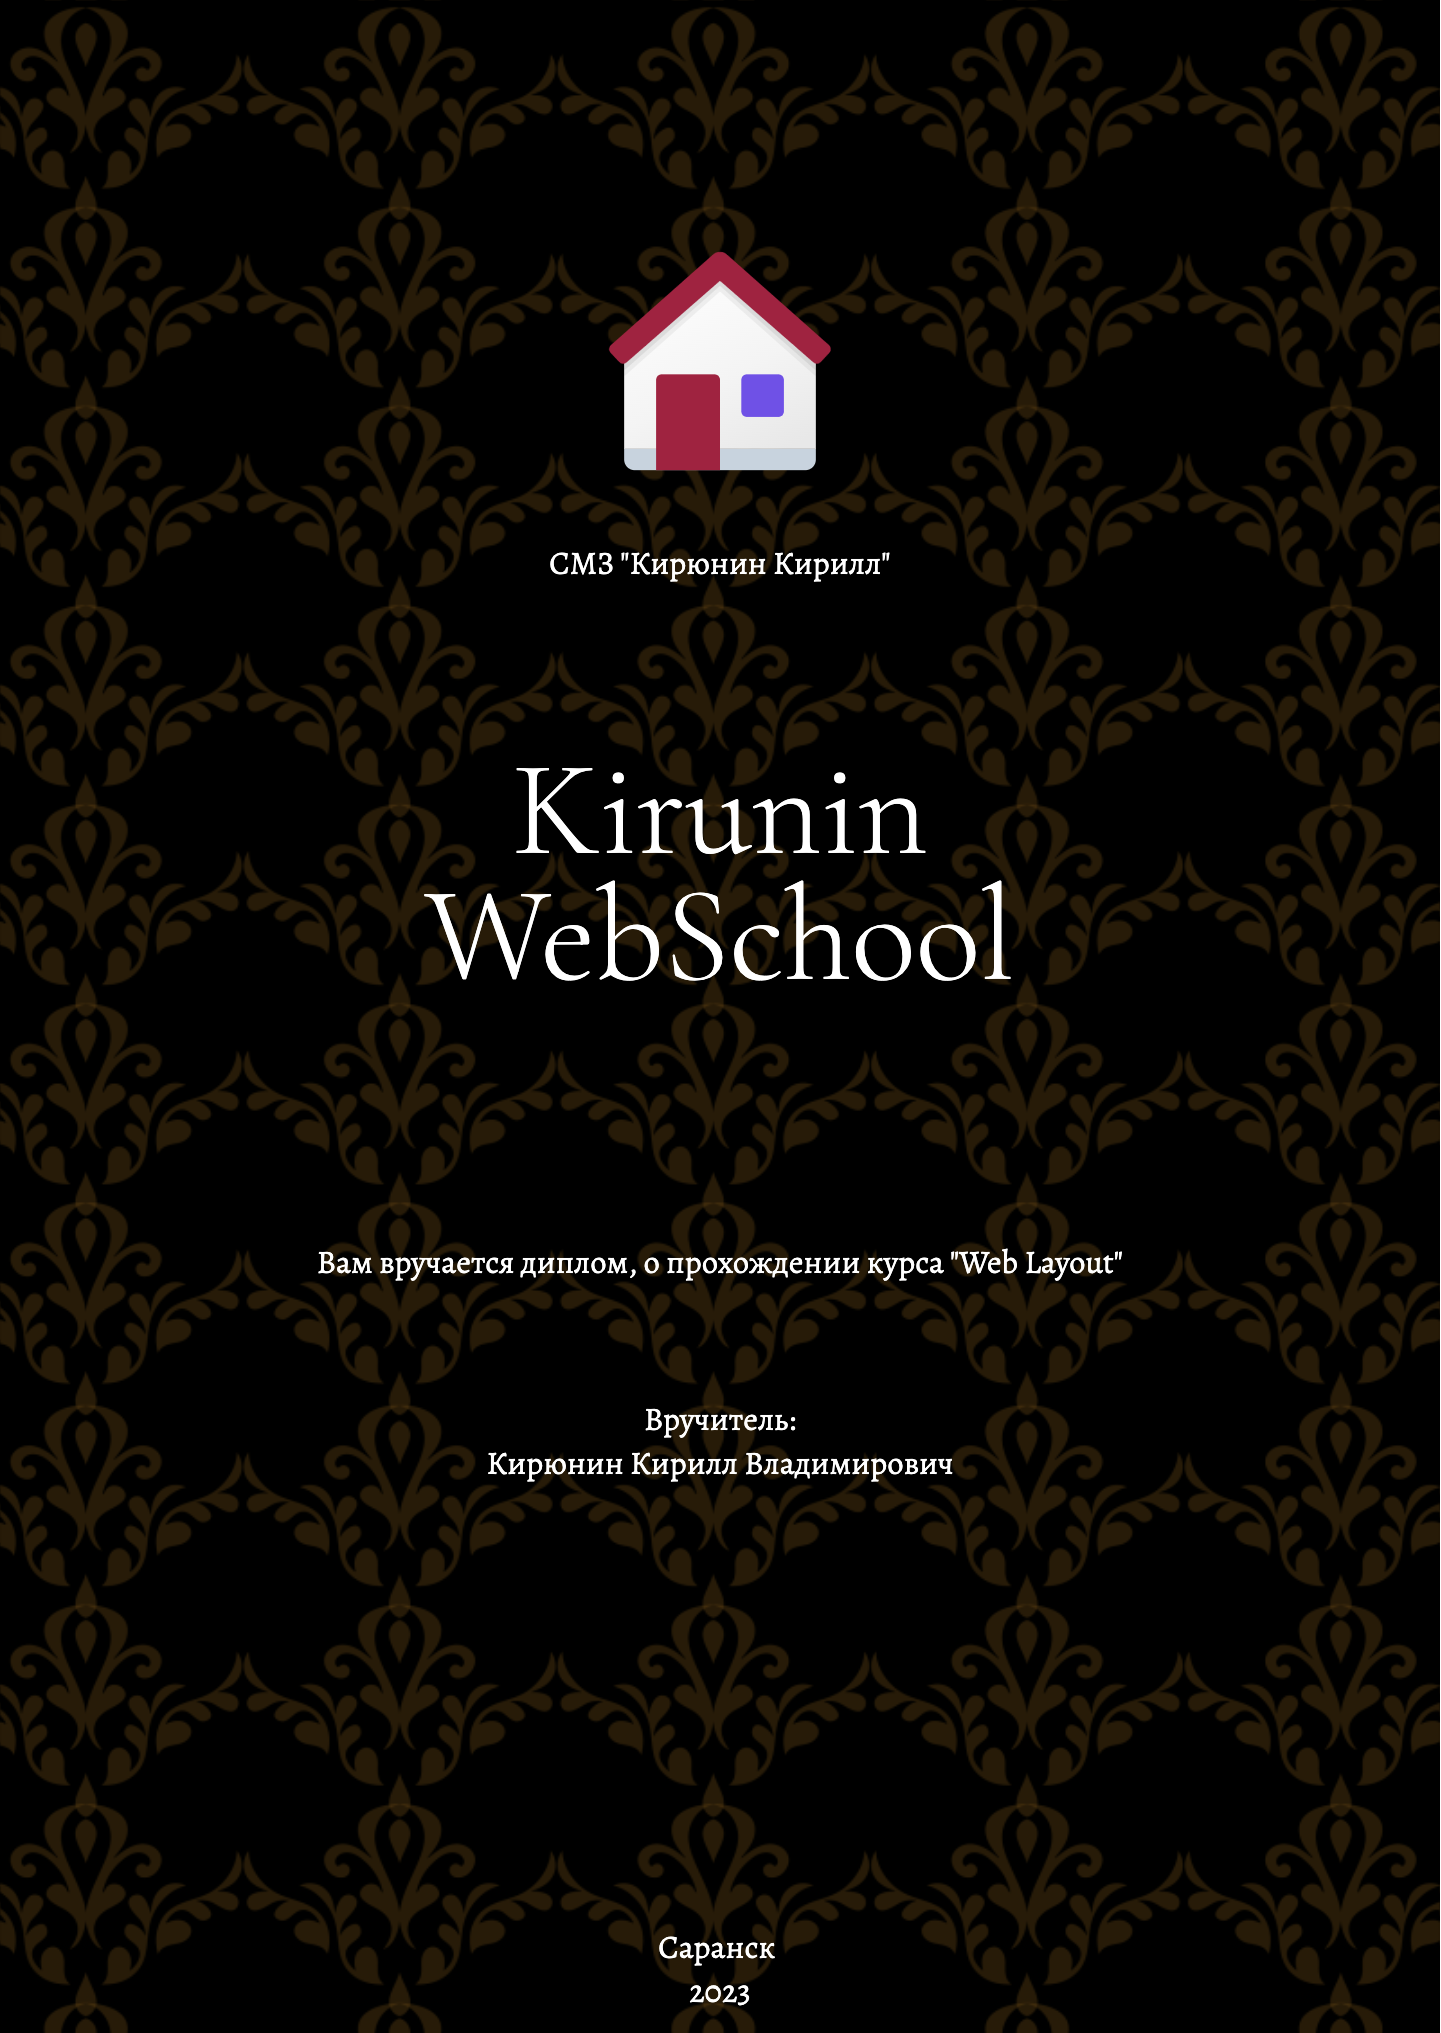 СМЗ "Кирюнин Кирилл"
Kirunin
WebSchool
Вам вручается диплом, о прохождении курса "Web Layout"
Вручитель:
Кирюнин Кирилл Владимирович
Саранск
2023